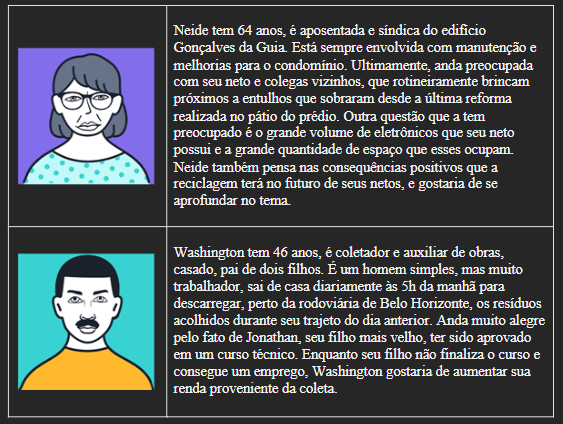 Neide tem 64 anos, é aposentada e síndica do edifício
Gonçalves da Guia. Está sempre envolvida com manutenção e
melhorias para o condomínio. Ultimamente, anda preocupada
com seu neto e colegas vizinhos, que rotineiramente brincam
próximos a entulhos que sobraram desde a última reforma
realizada no pátio do prédio. Outra questão que a tem
preocupado é o grande volume de eletrônicos que seu neto
possui e a grande quantidade de espaço que esses ocupam.
Neide também pensa nas consequências positivos que a
reciclagem terá no futuro de seus netos, e gostaria de se
aprofundar no tema.
Washington tem 46 anos, é coletador e auxiliar de obras,
casado, pai de dois filhos. É um homem simples, mas muito
trabalhador, sai de casa diariamente às 5h da manhã para
descarregar, perto da rodoviária de Belo Horizonte, os resíduos
acolhidos durante seu trajeto do dia anterior. Anda muito alegre
pelo fato de Jonathan, seu filho mais velho, ter sido aprovado
em um curso técnico. Enquanto seu filho não finaliza o curso e
consegue um emprego, Washington gostaria de aumentar sua
renda proveniente da coleta.